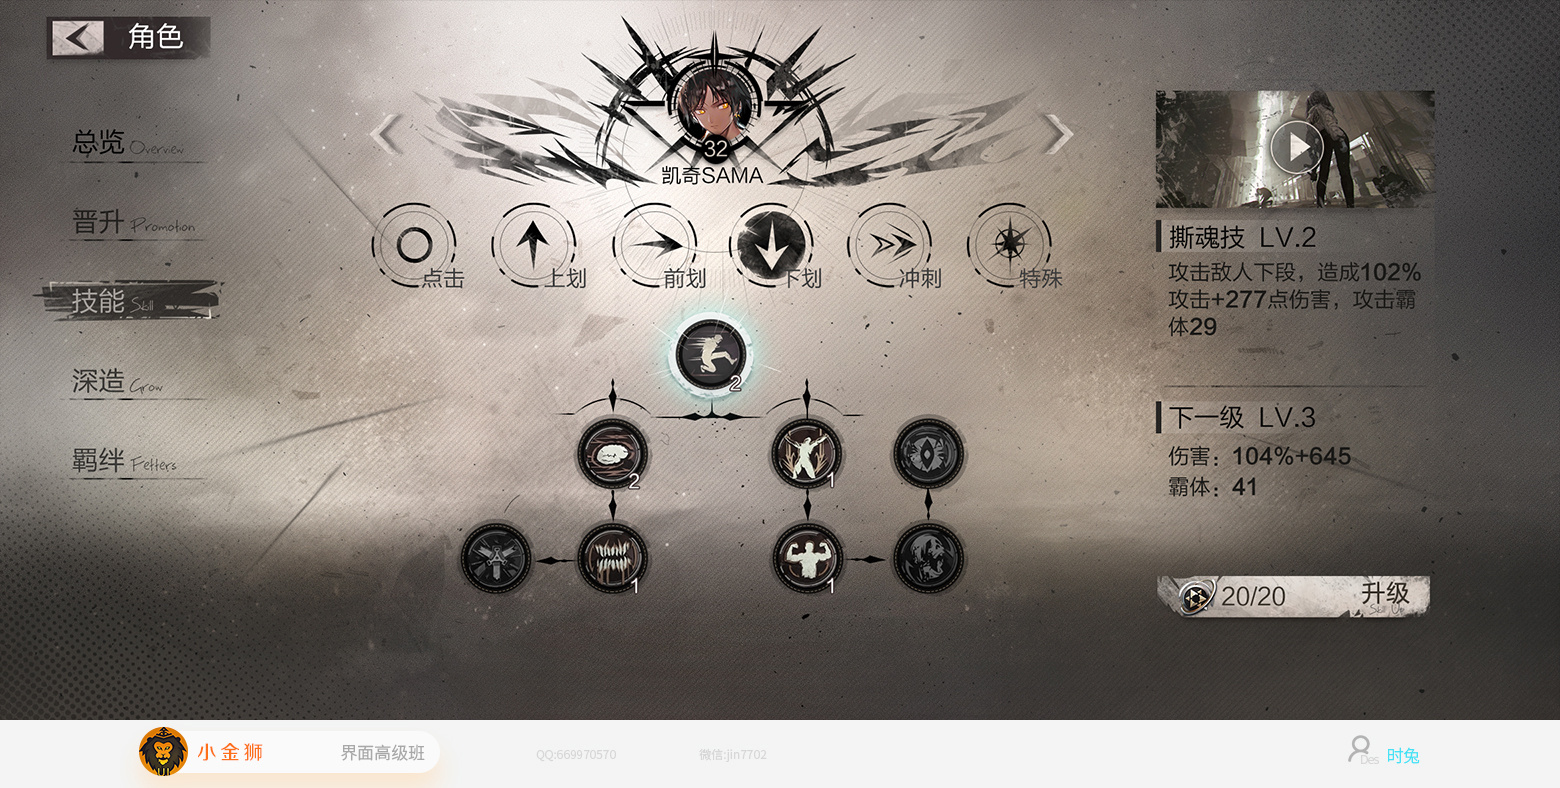 角色
总览 Overview
晋升 Promotion
技能 Skill
深造 Grow
羁绊 Fetters
32
凯奇SAMA
点击
上划
前划
下划
冲刺
特殊
2
2
1
1
1
撕魂技 LV.2
攻击敌人下段，造成102%
攻击+277点伤害，攻击霸
体29
下一级 LV.3
伤害：104%+645
霸体：41
20/20
升级
Skill Up
小金狮
界面高级班
QQ:669970570
微信:jin7702
Des
时兔